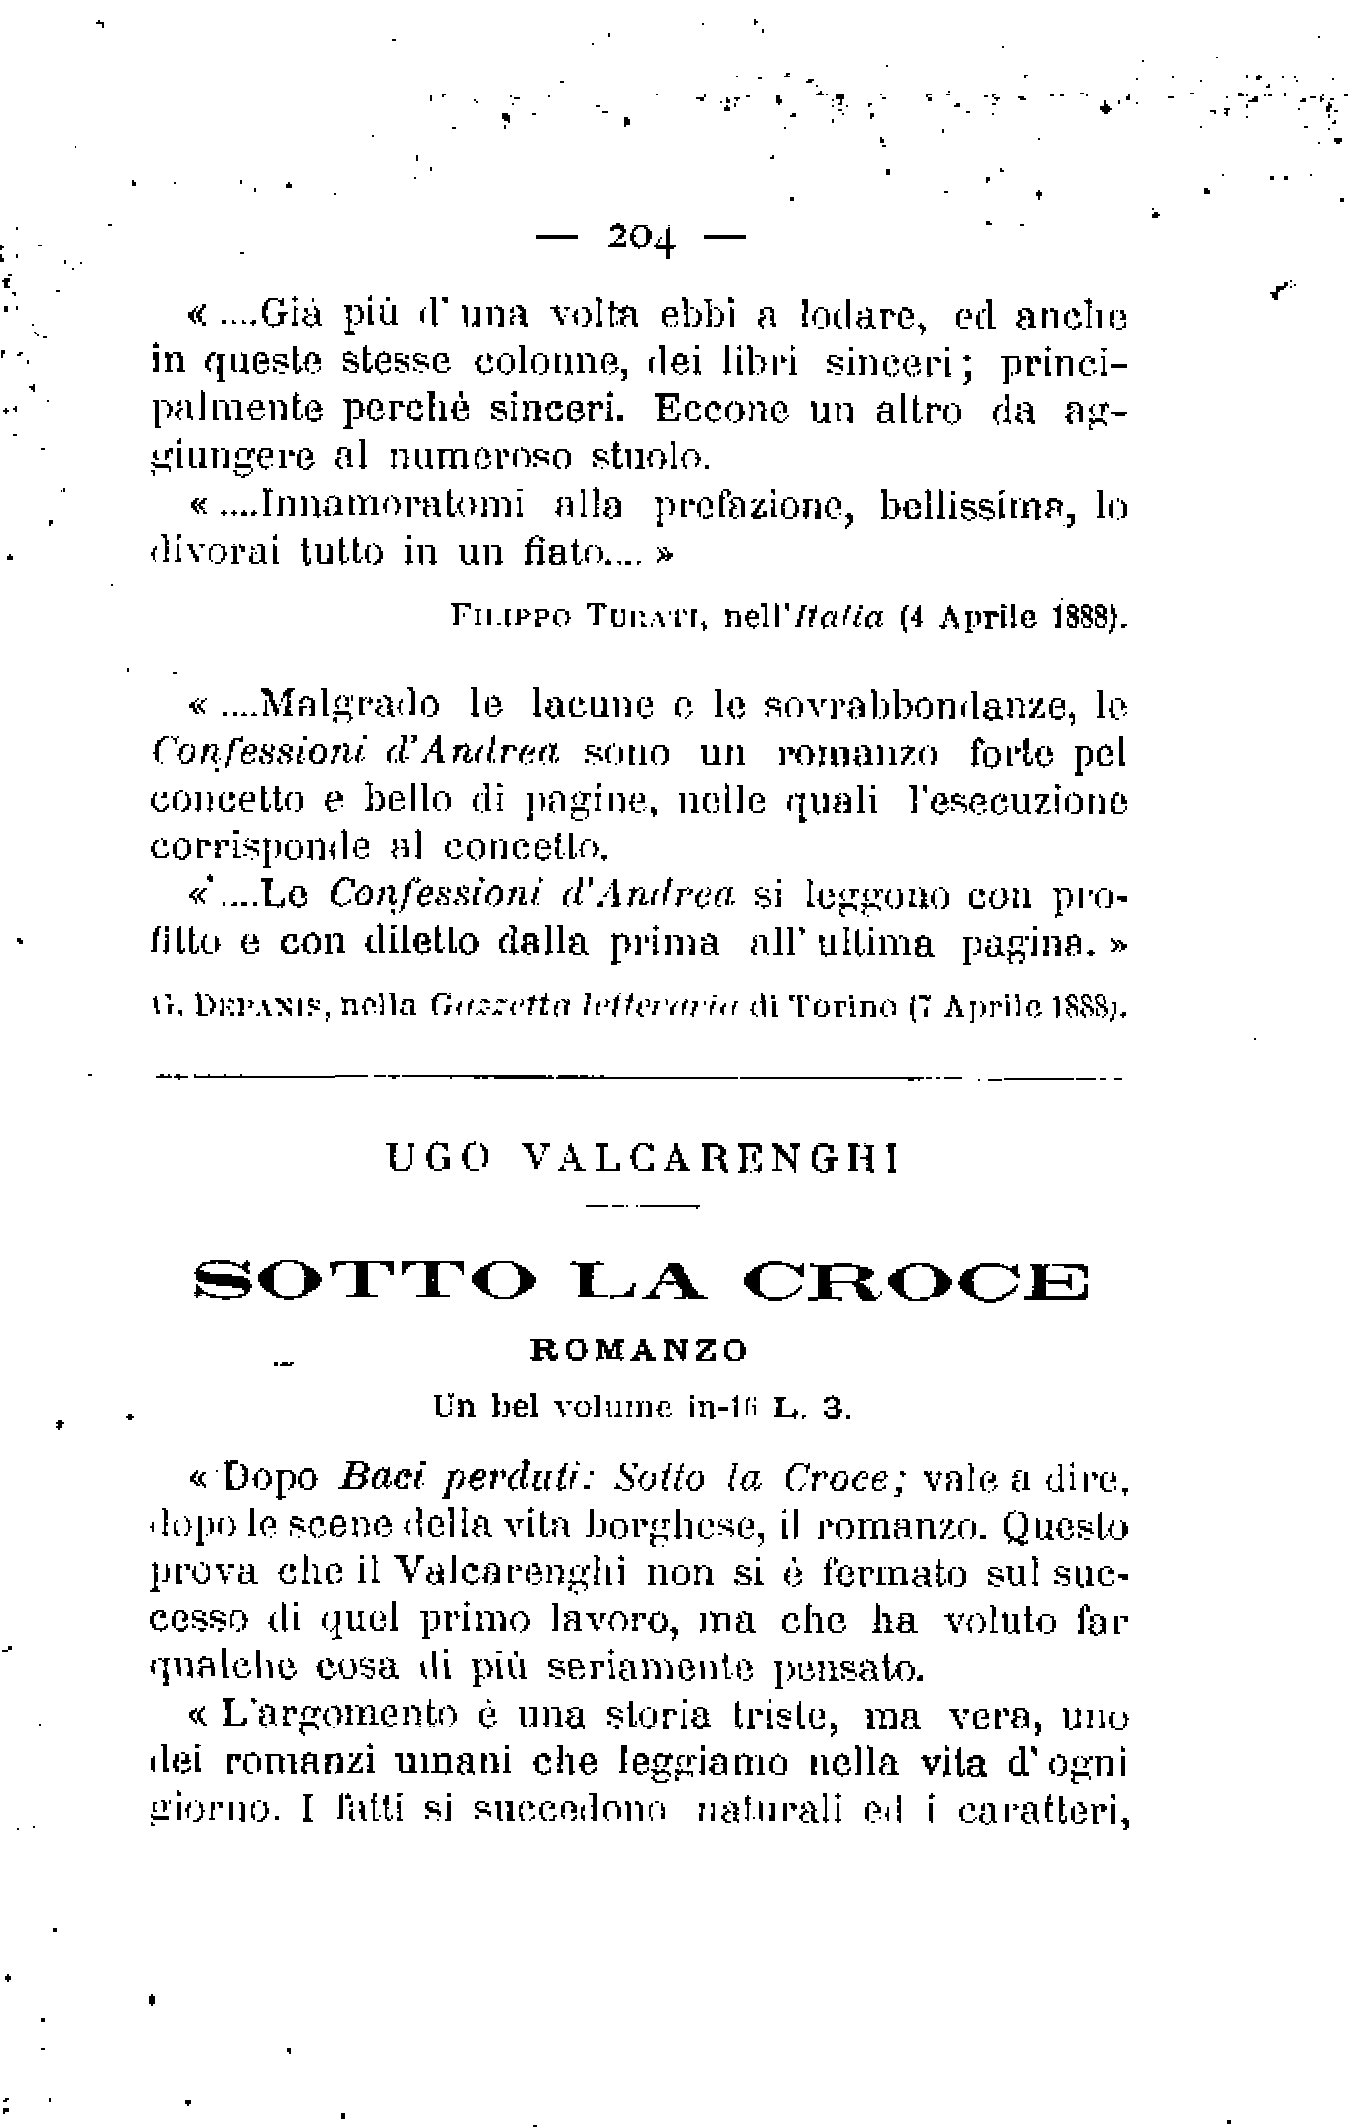 — 204 —
« ....Già più d'una volta ebbi a lodare, ed anche
in queste stesse colonne, dei libri sinceri; princi-
palmente perchè sinceri. Eccone un altro da ag-
giungere al numeroso stuolo.
« ....Innamoratomi alla prefazione, bellissima, lo
divorai tutto in un fiato.... »
FILIPPO TURATI, nell'Italia (4 Aprile 1888).
« ....Malgrado le lacune e le sovrabbondanze, le
Confessioni d'Andrea sono un romanzo forte pel
concetto e bello di pagine, nelle quali l'esecuzione
corrisponde al concetto.
« ....Le Confessioni d'Andrea si leggono con pro-
fitto e con diletto dalla prima all'ultima pagina. »
G. DEPANIS, nella Gazzetta letteraria di Torino (7 Aprile 1888).
UGO VALCARENGHI
SOTTO LA CROCE
ROMANZO
Un bel volume in-16 L. 3.
« Dopo Baci perduti: Sotto la Croce; vale a dire,
dopo le scene della vita borghese, il romanzo. Questo
prova che il Valcarenghi non si è fermato sul suc-
cesso di quel primo lavoro, ma che ha voluto far
qualche cosa di più seriamente pensato.
« L'argomento è una storia triste, ma vera, uno
dei romanzi umani che leggiamo nella vita d'ogni
giorno. I fatti si succedono naturali ed i caratteri,